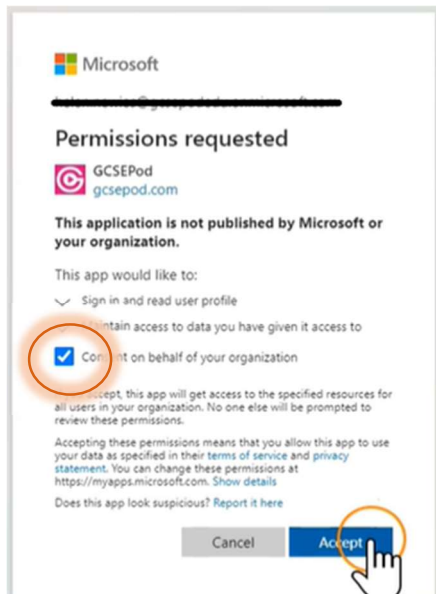 Microsoft
Permissions requested
GCSEPod
gcsepod.com
This application is not published by Microsoft or
your organization.
This app would like to:
Sign in and read user profile
access to data you have given it access to
on behalf of your organization
accept, this app will get access to the specified resources for
all users in your organization. No one else will be prompted to
review these permissions.
Accepting these permissions means that you allow this app to use
your data as specified in their terms of service and privacy
statement. You can change these permissions at
https://myapps.microsoft.com. Show details
Does this app look suspicious? Report it here
Cancel
Accept